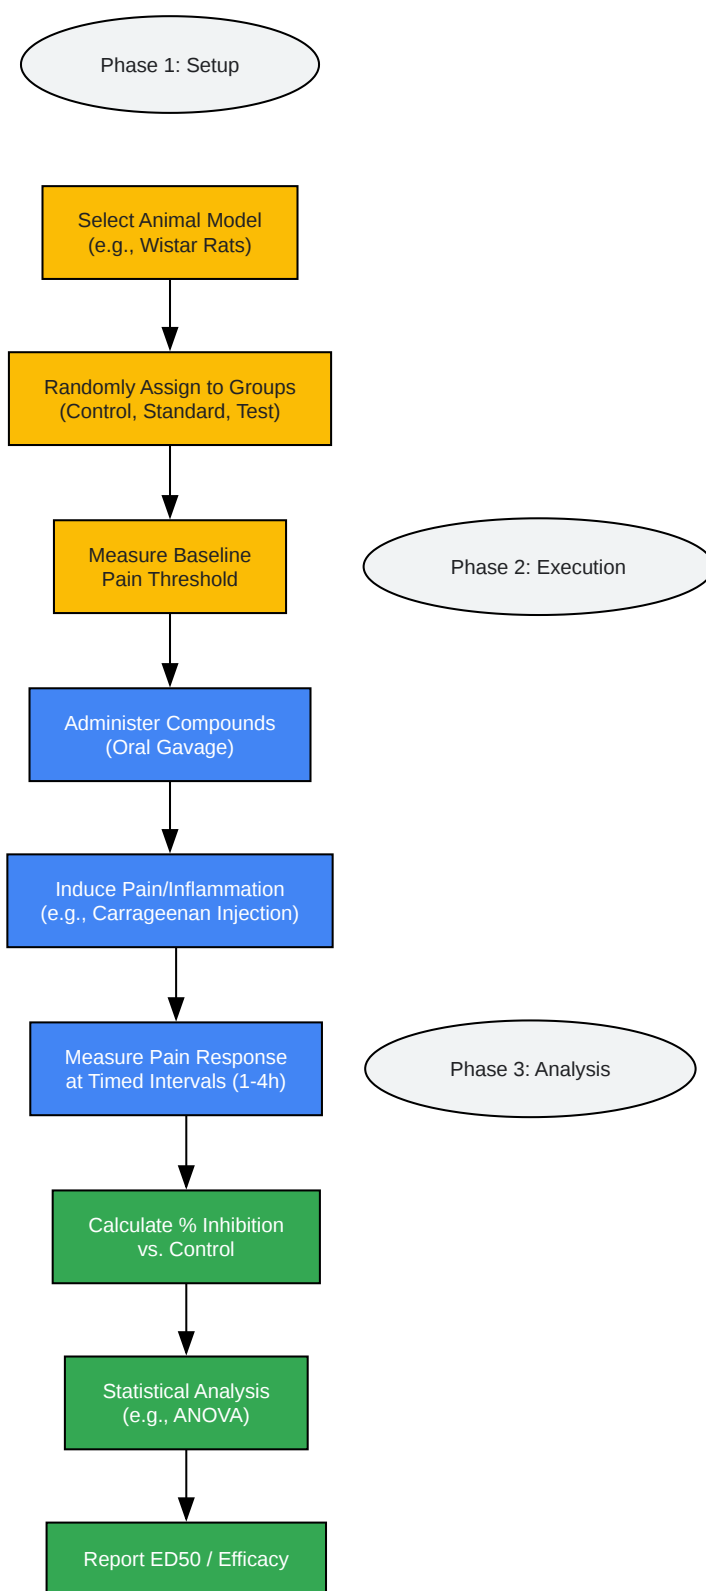 Phase 1: Setup
Select Animal Model
(e.g., Wistar Rats)
Randomly Assign to Groups
(Control, Standard, Test)
Measure Baseline
Pain Threshold
Phase 2: Execution
Administer Compounds
(Oral Gavage)
Induce Pain/Inflammation
(e.g., Carrageenan Injection)
Measure Pain Response
at Timed Intervals (1-4h)
Phase 3: Analysis
Calculate % Inhibition
vs. Control
Statistical Analysis
(e.g., ANOVA)
Report ED50 / Efficacy